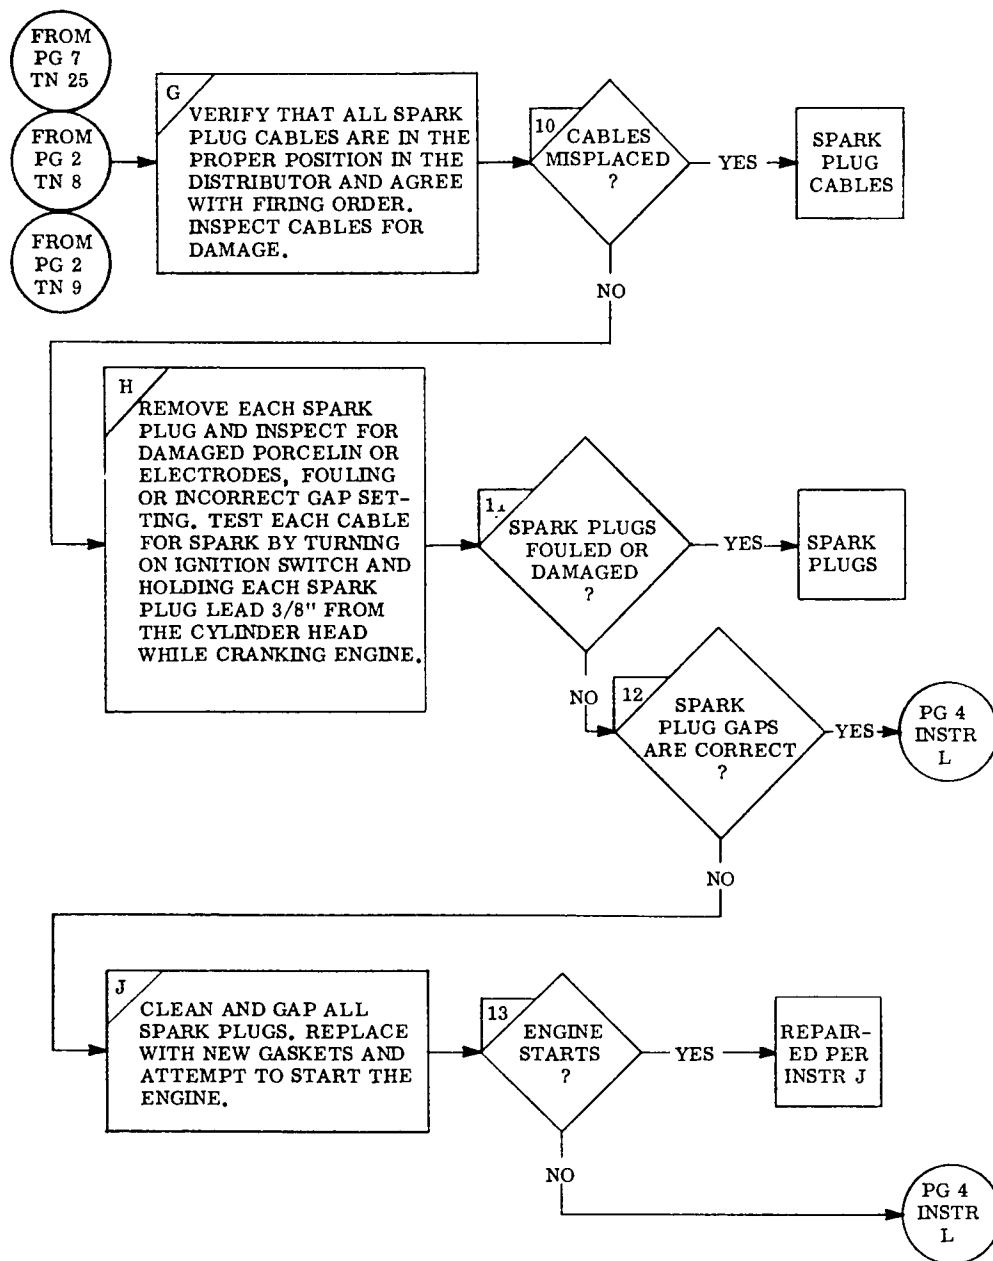 FROM
PG 7
TN 25
FROM
PG 2
TN 8
FROM
PG 2
TN 9
G
VERIFY THAT ALL SPARK
PLUG CABLES ARE IN THE
PROPER POSITION IN THE
DISTRIBUTOR AND AGREE
WITH FIRING ORDER.
INSPECT CABLES FOR
DAMAGE.
10
CABLES
MISPLACED
?
YES
SPARK
PLUG
CABLES
NO
H
REMOVE EACH SPARK
PLUG AND INSPECT FOR
DAMAGED PORCELIN OR
ELECTRODES, FOULING
OR INCORRECT GAP SET-
TING. TEST EACH CABLE
FOR SPARK BY TURNING
ON IGNITION SWITCH AND
HOLDING EACH SPARK
PLUG LEAD 3/8" FROM
THE CYLINDER HEAD
WHILE CRANKING ENGINE.
11
SPARK PLUGS
FOULED OR
DAMAGED
?
YES
SPARK
PLUGS
NO
12
SPARK
PLUG GAPS
ARE CORRECT
?
YES
PG 4
INSTR
L
NO
J
CLEAN AND GAP ALL
SPARK PLUGS. REPLACE
WITH NEW GASKETS AND
ATTEMPT TO START THE
ENGINE.
13
ENGINE
STARTS
?
YES
REPAIR-
ED PER
INSTR J
NO
PG 4
INSTR
L